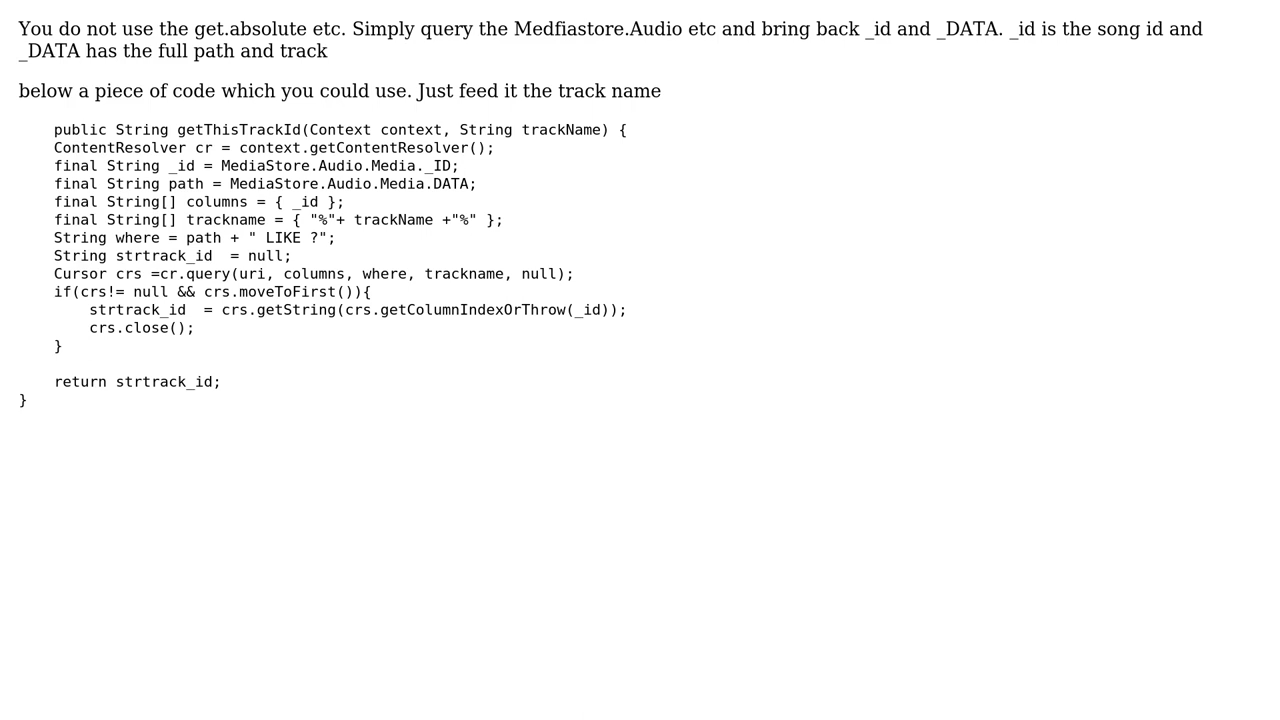 You do not use the get.absolute etc. Simply query the Medfiastore.Audio etc and bring back _id and _DATA. _id is the song id and
_DATA has the full path and track
below a piece of code which you could use. Just feed it the track name
    public String getThisTrackId(Context context, String trackName) {
    ContentResolver cr = context.getContentResolver();
    final String _id = MediaStore.Audio.Media._ID;
    final String path = MediaStore.Audio.Media.DATA;
    final String[] columns = { _id };
    final String[] trackname = { "%"+ trackName +"%" };
    String where = path + " LIKE ?";
    String strtrack_id  = null;
    Cursor crs =cr.query(uri, columns, where, trackname, null);
    if(crs!= null && crs.moveToFirst()){
        strtrack_id  = crs.getString(crs.getColumnIndexOrThrow(_id));
        crs.close();
    }
    return strtrack_id;
}